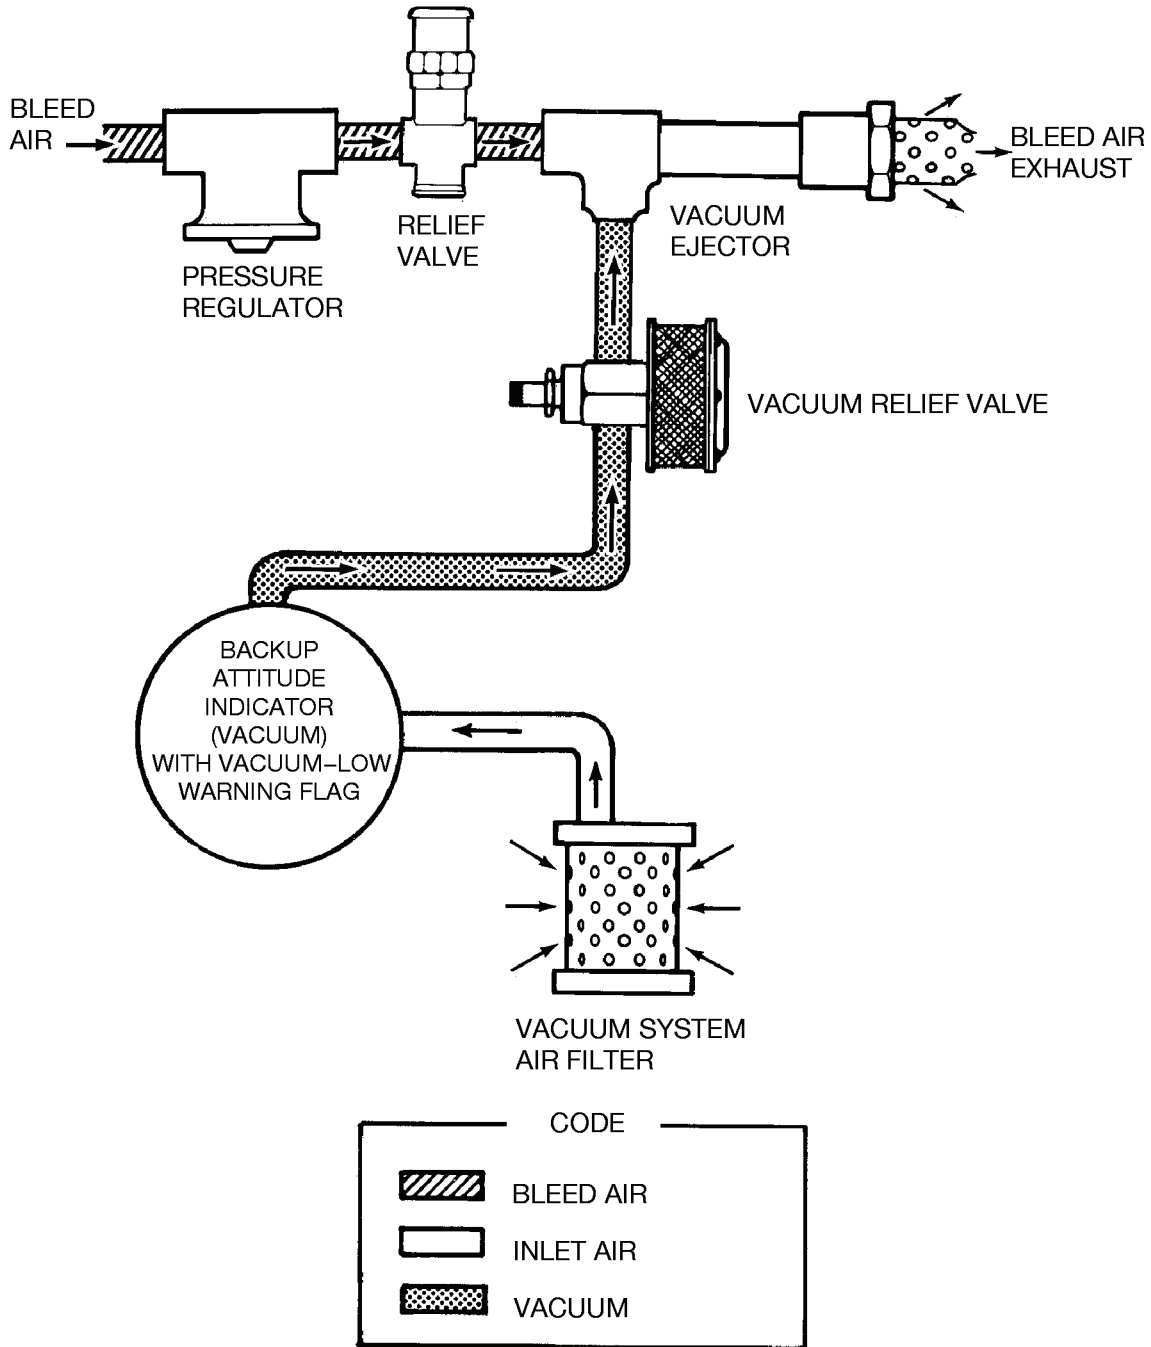 BLEED
AIR
PRESSURE
REGULATOR
RELIEF
VALVE
VACUUM
EJECTOR
BLEED AIR
EXHAUST
VACUUM RELIEF VALVE
BACKUP
ATTITUDE
INDICATOR
(VACUUM)
WITH VACUUM–LOW
WARNING FLAG
VACUUM SYSTEM
AIR FILTER
CODE
BLEED AIR
INLET AIR
VACUUM